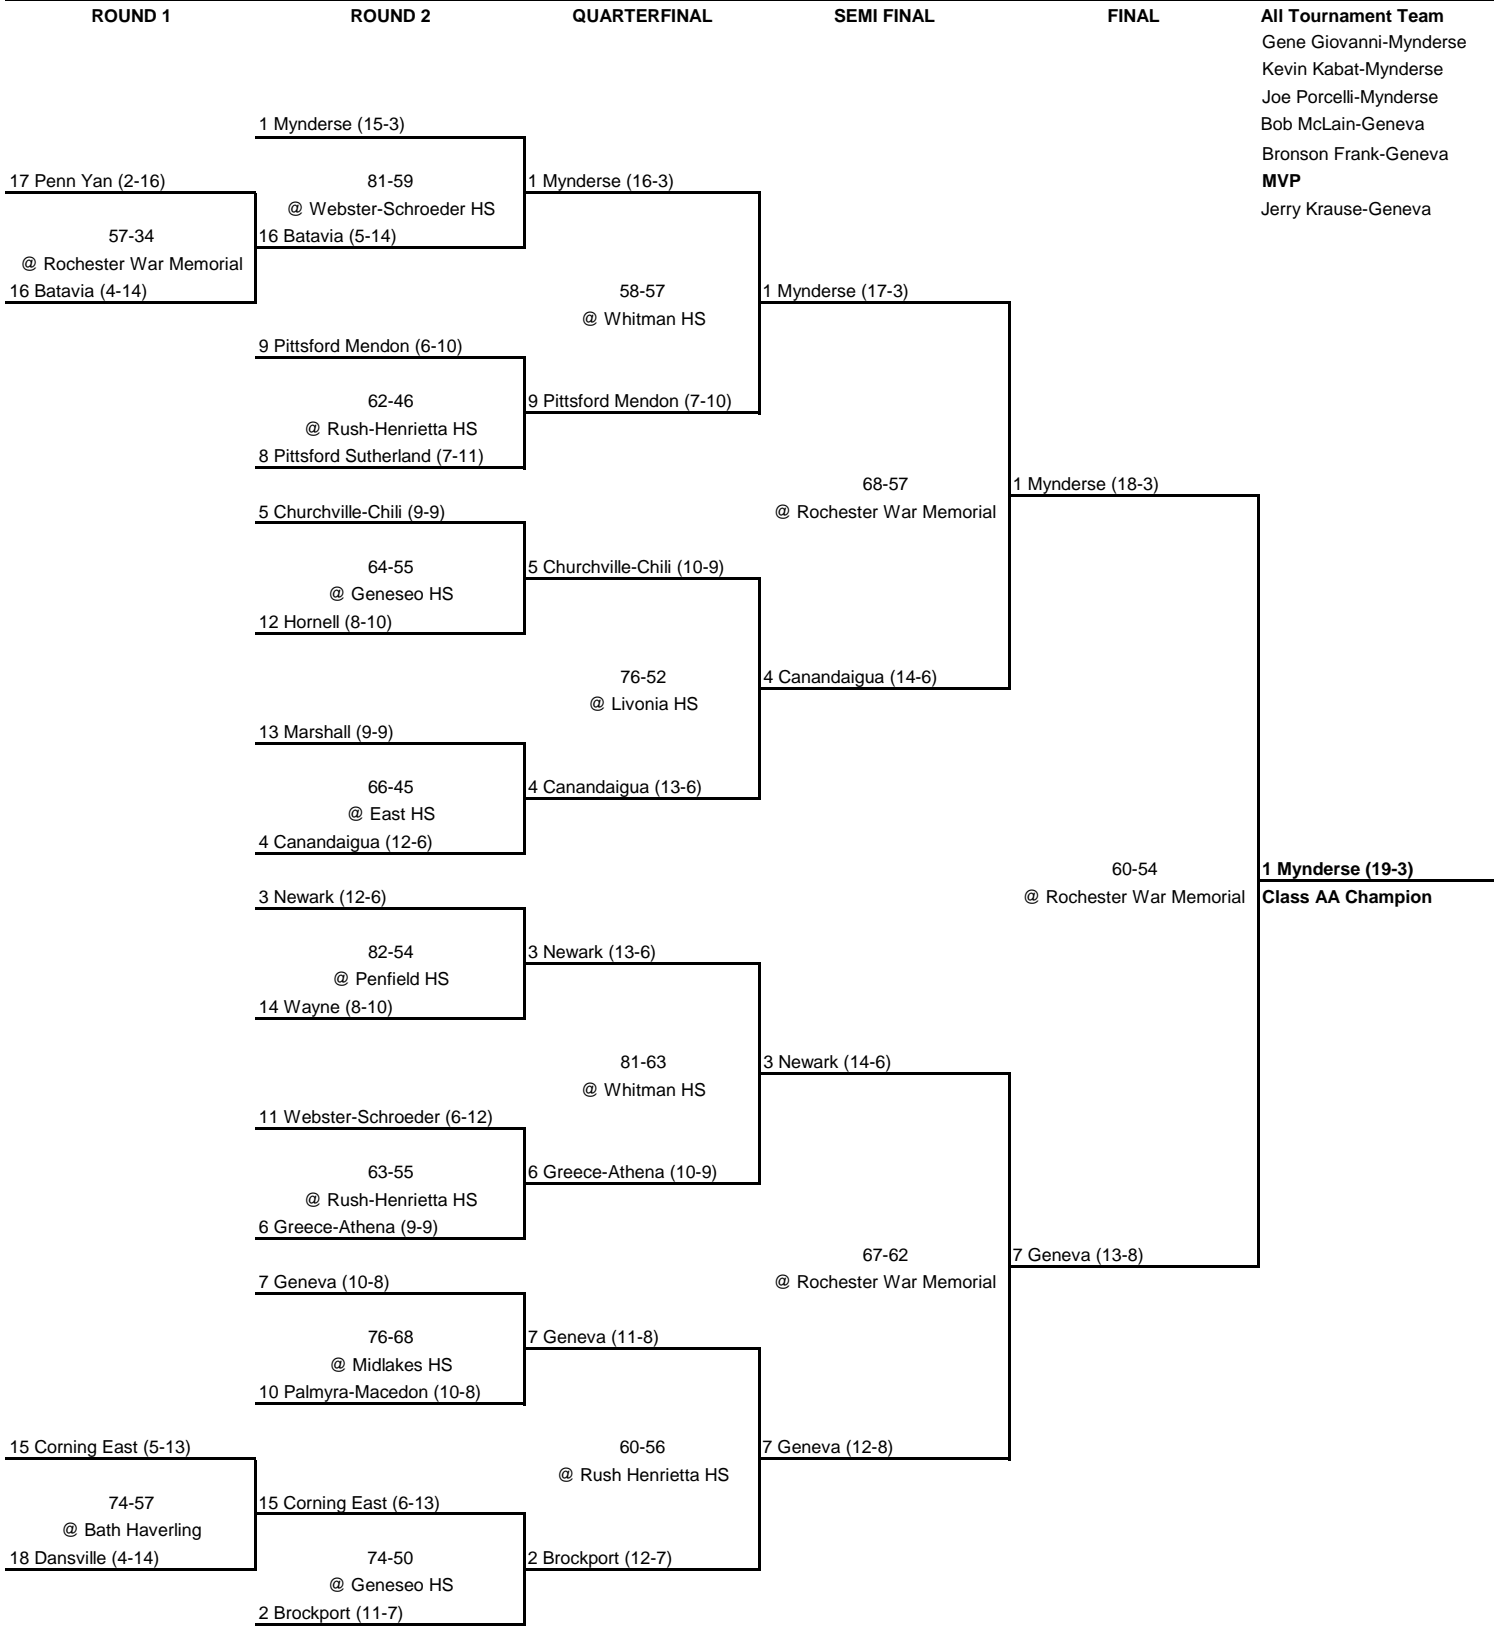 ROUND 1 ROUND 2 QUARTERFINAL SEMI FINAL FINAL All Tournament Team
Gene Giovanni-Mynderse
Kevin Kabat-Mynderse
Joe Porcelli-Mynderse
1 Mynderse (15-3) Bob McLain-Geneva
Bronson Frank-Geneva
17 Penn Yan (2-16) 81-59 1 Mynderse (16-3) MVP
@ Webster-Schroeder HS Jerry Krause-Geneva
57-34 16 Batavia (5-14)
@ Rochester War Memorial
16 Batavia (4-14) 58-57 1 Mynderse (17-3)
@ Whitman HS
9 Pittsford Mendon (6-10)
62-46 9 Pittsford Mendon (7-10)
@ Rush-Henrietta HS
8 Pittsford Sutherland (7-11)
68-57 1 Mynderse (18-3)
5 Churchville-Chili (9-9) @ Rochester War Memorial
64-55 5 Churchville-Chili (10-9)
@ Geneseo HS
12 Hornell (8-10)
76-52 4 Canandaigua (14-6)
@ Livonia HS
13 Marshall (9-9)
66-45 4 Canandaigua (13-6)
@ East HS
4 Canandaigua (12-6)
60-54 1 Mynderse (19-3)
3 Newark (12-6) @ Rochester War Memorial Class AA Champion
82-54 3 Newark (13-6)
@ Penfield HS
14 Wayne (8-10)
81-63 3 Newark (14-6)
@ Whitman HS
11 Webster-Schroeder (6-12)
63-55 6 Greece-Athena (10-9)
@ Rush-Henrietta HS
6 Greece-Athena (9-9)
67-62 7 Geneva (13-8)
7 Geneva (10-8) @ Rochester War Memorial
76-68 7 Geneva (11-8)
@ Midlakes HS
10 Palmyra-Macedon (10-8)
15 Corning East (5-13) 60-56 7 Geneva (12-8)
@ Rush Henrietta HS
74-57 15 Corning East (6-13)
@ Bath Haverling
18 Dansville (4-14) 74-50 2 Brockport (12-7)
@ Geneseo HS
2 Brockport (11-7)